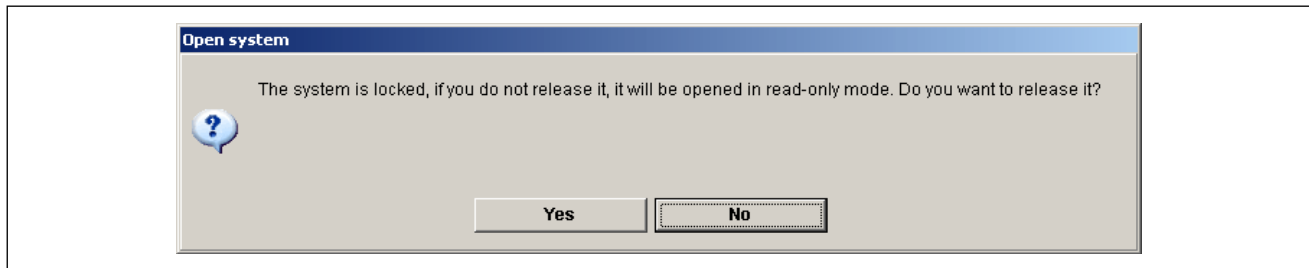 Open system
The system is locked, if you do not release it, it will be opened in read-only mode. Do you want to release it?
Yes
No